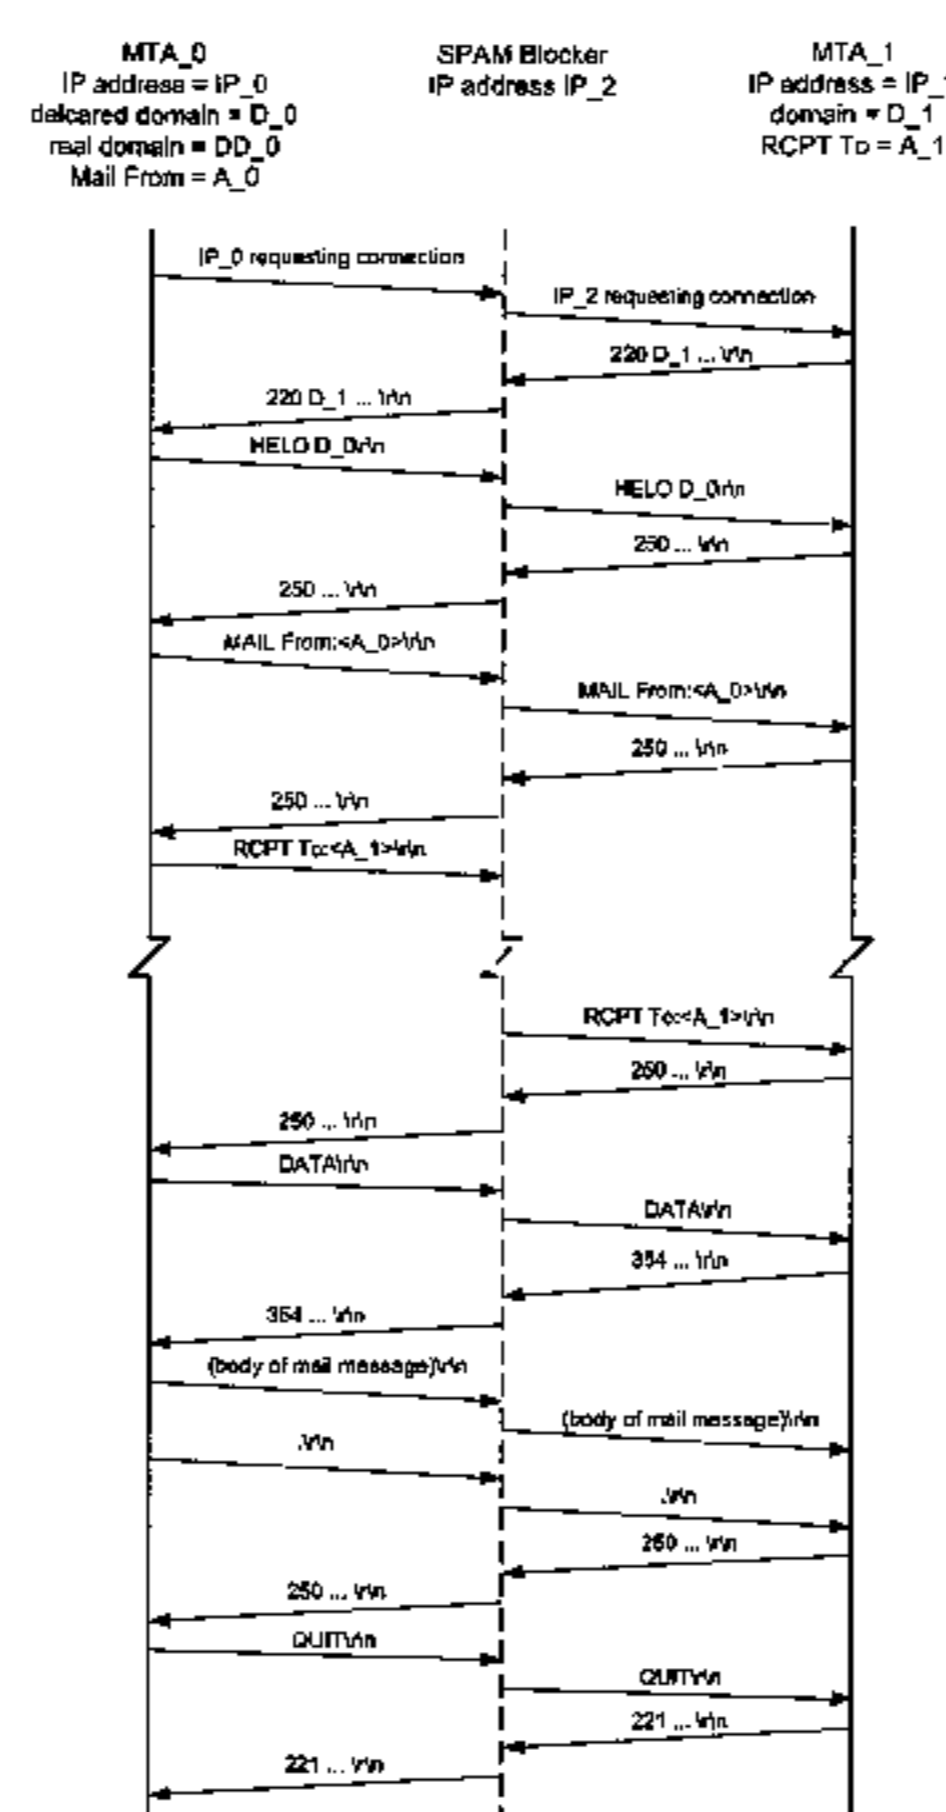 MTA_0
IP address = IP_0
delcared domain = D_0
real domain = DD_0
Mail From = A_0
SPAM Blocker
IP address IP_2
MTA_1
IP address = IP_1
domain = D_1
RCPT To = A_1
IP_0 requesting connection
IP_2 requesting connection
220 D_1 ... \r\n
220 D_1 ... \r\n
HELO D_0\r\n
HELO D_0\r\n
250 ... \r\n
250 ... \r\n
MAIL From:<A_0>\r\n
MAIL From:<A_0>\r\n
250 ... \r\n
250 ... \r\n
RCPT To:<A_1>\r\n
RCPT To:<A_1>\r\n
250 ... \r\n
250 ... \r\n
DATA\r\n
DATA\r\n
354 ... \r\n
354 ... \r\n
(body of mail message)\r\n
(body of mail message)\r\n
.\r\n
.\r\n
250 ... \r\n
250 ... \r\n
QUIT\r\n
QUIT\r\n
221 ... \r\n
221 ... \r\n